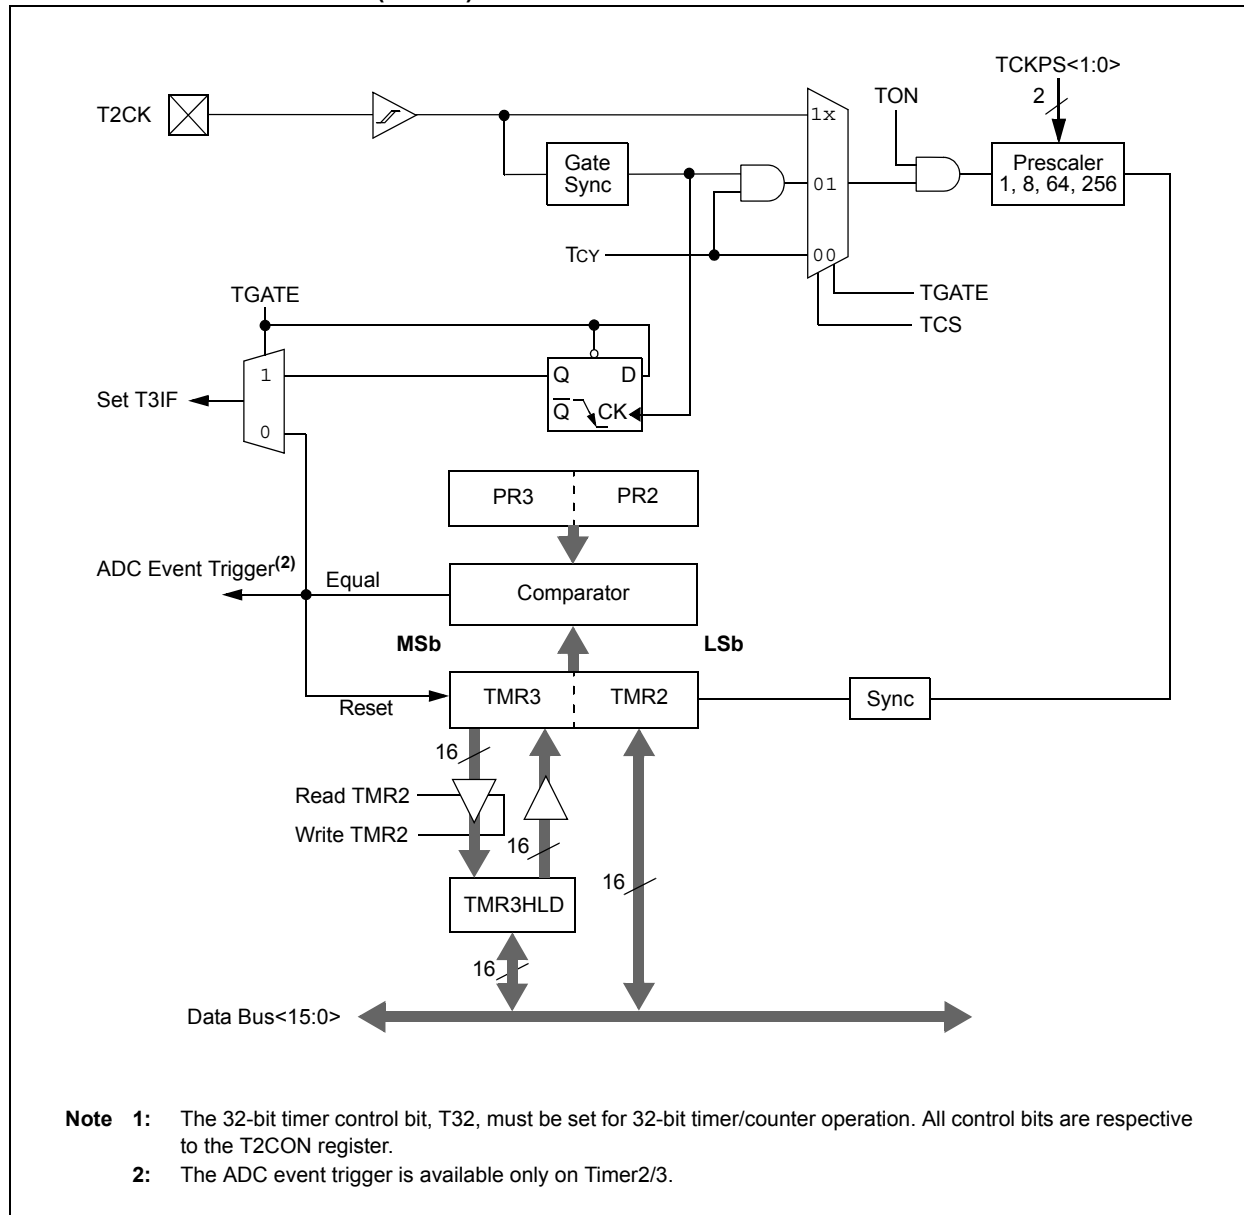 TCKPS<1:0>
2
TON
T2CK
1x
Gate
Sync
Prescaler
1, 8, 64, 256
01
TCY
00
TGATE
TCS
TGATE
1
Q
D
Set T3IF
Q
CK
0
PR3
PR2
ADC Event Trigger(2)
Equal
Comparator
MSb
LSb
TMR3
TMR2
Sync
Reset
16
Read TMR2
Write TMR2
16
16
TMR3HLD
16
Data Bus<15:0>
Note 1: The 32-bit timer control bit, T32, must be set for 32-bit timer/counter operation. All control bits are respective
to the T2CON register.
2: The ADC event trigger is available only on Timer2/3.